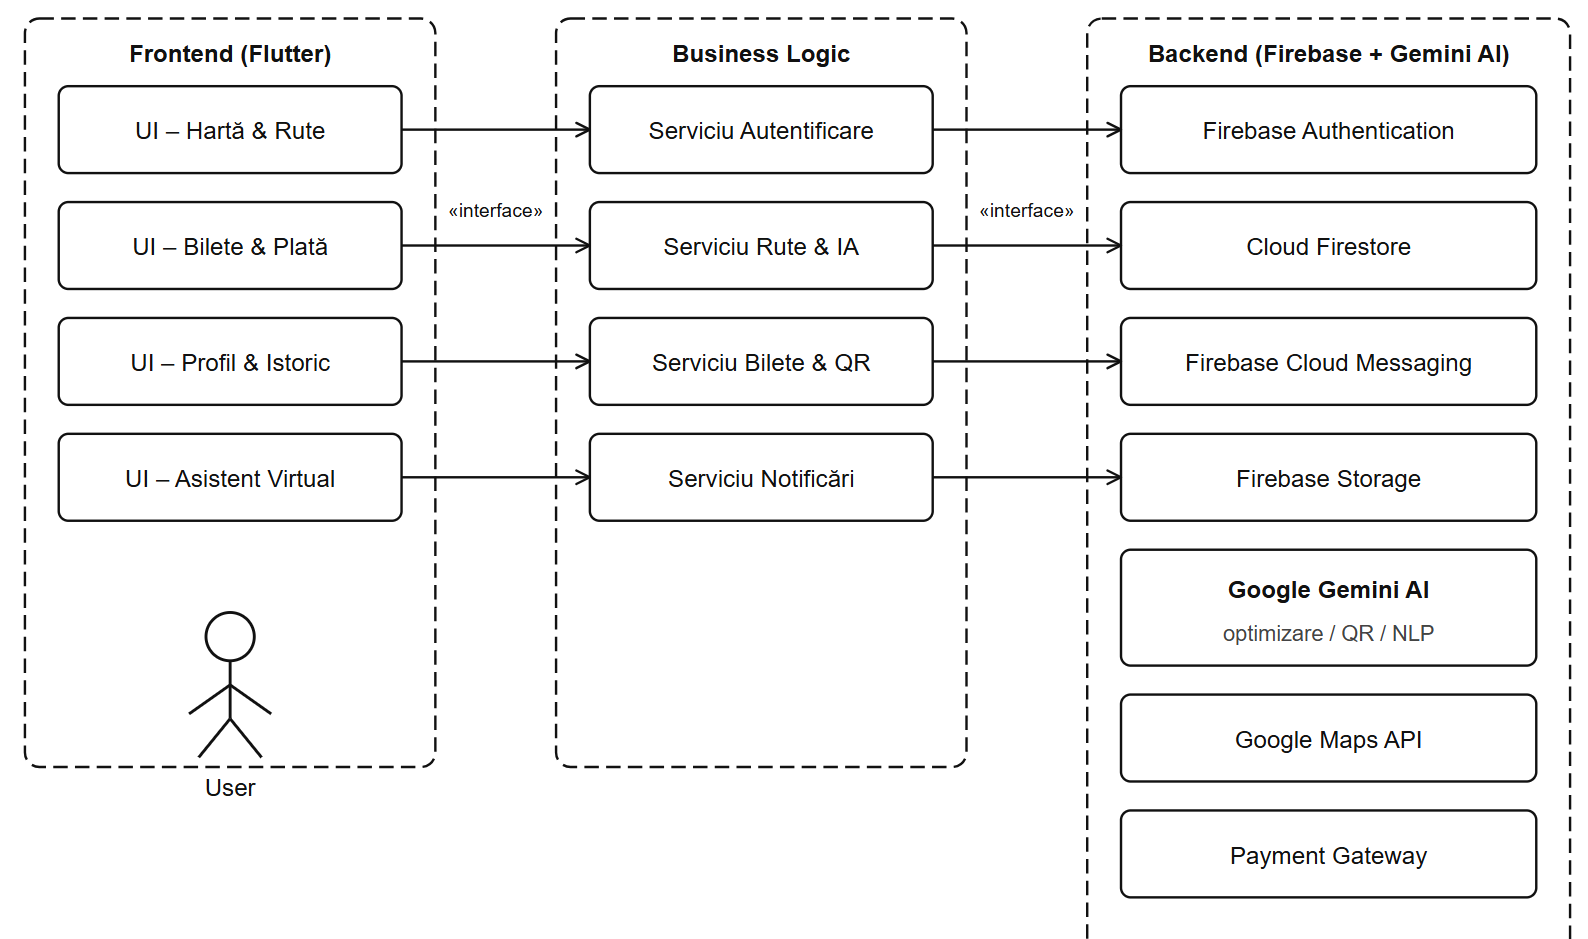 Frontend (Flutter)
UI – Hartă & Rute
UI – Bilete & Plată
UI – Profil & Istoric
UI – Asistent Virtual
User
«interface»
Business Logic
Serviciu Autentificare
Serviciu Rute & IA
Serviciu Bilete & QR
Serviciu Notificări
«interface»
Backend (Firebase + Gemini AI)
Firebase Authentication
Cloud Firestore
Firebase Cloud Messaging
Firebase Storage
Google Gemini AI
optimizare / QR / NLP
Google Maps API
Payment Gateway